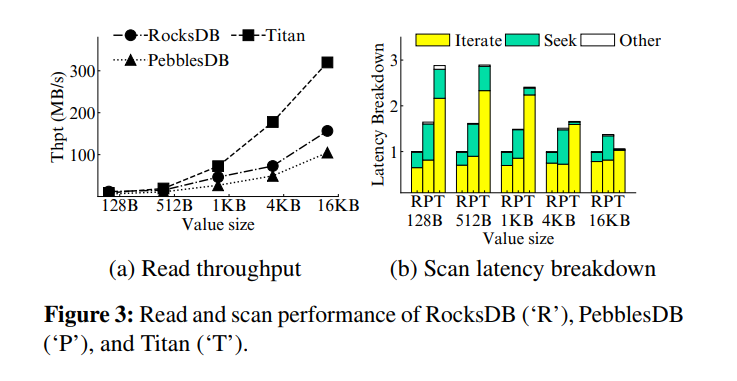 RocksDB
Titan
PebblesDB
Thpt (MB/s)
300
200
100
128B 512B 1KB 4KB 16KB
Value size
(a) Read throughput
Iterate Seek Other
Latency Breakdown
3
2
1
RPT RPT RPT RPT RPT
128B 512B 1KB 4KB 16KB
Value size
(b) Scan latency breakdown
Figure 3: Read and scan performance of RocksDB (‘R’), PebblesDB
(‘P’), and Titan (‘T’).